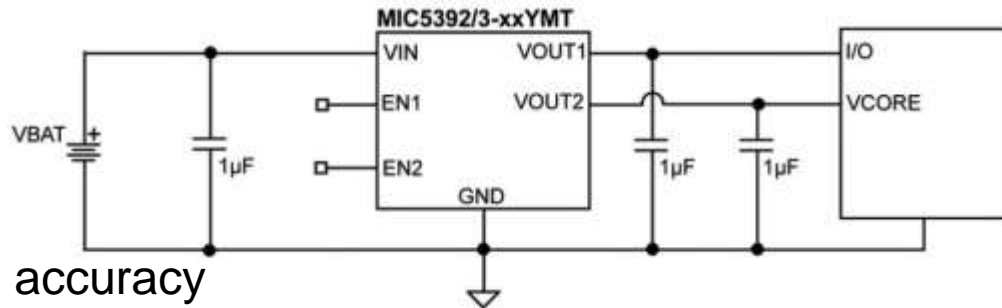 MIC5392/3-xxYMT
VIN
VOUT1
I/O
EN1
VOUT2
VCORE
VBAT
+
1µF
EN2
1µF
1µF
GND
accuracy